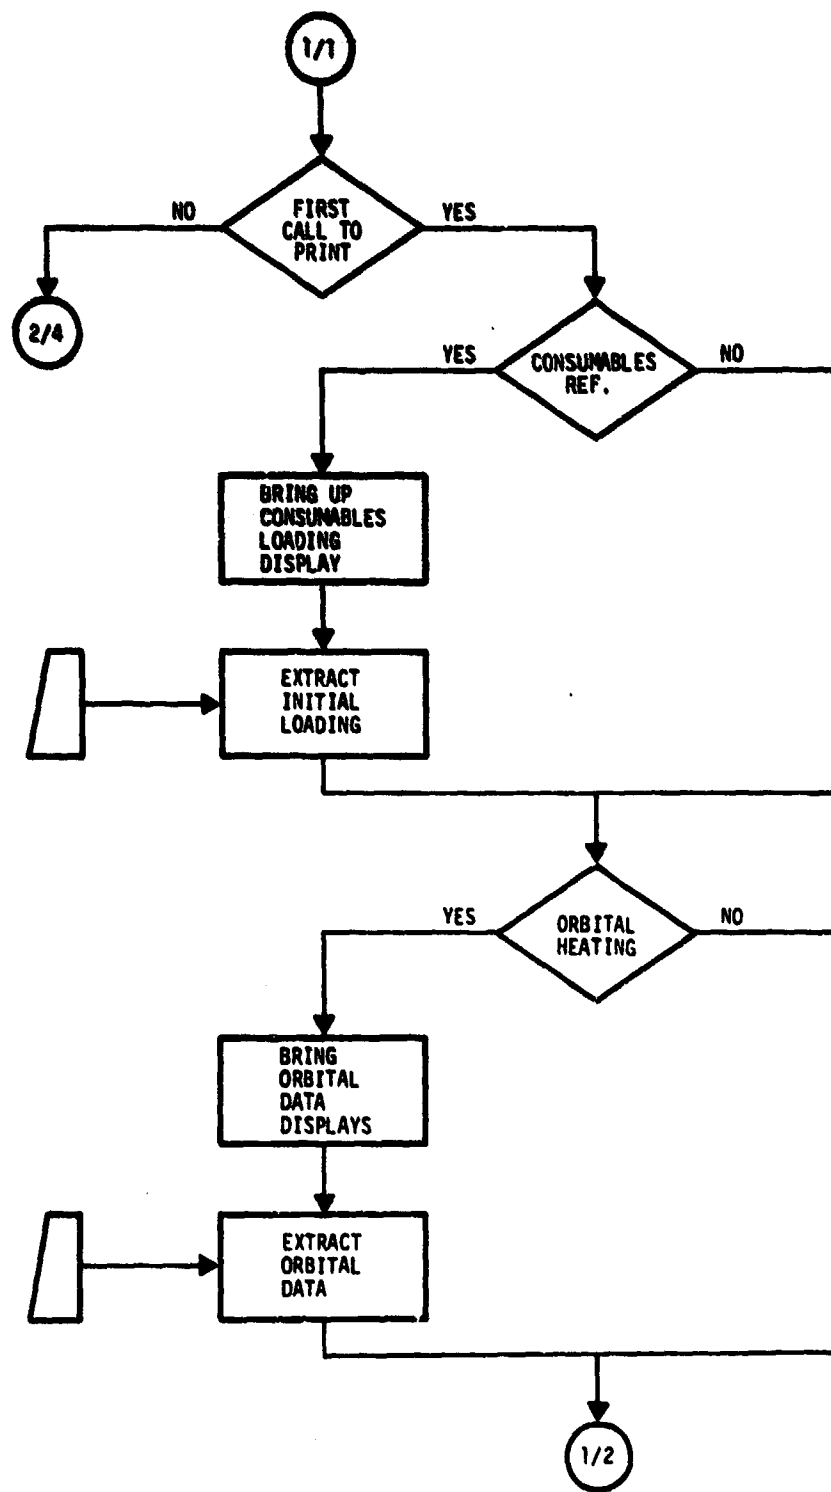 1/1
FIRST
CALL TO
PRINT
NO
YES
2/4
CONSUMABLES
REF.
YES
NO
BRING UP
CONSUMABLES
LOADING
DISPLAY
EXTRACT
INITIAL
LOADING
ORBITAL
HEATING
YES
NO
BRING
ORBITAL
DATA
DISPLAYS
EXTRACT
ORBITAL
DATA
1/2